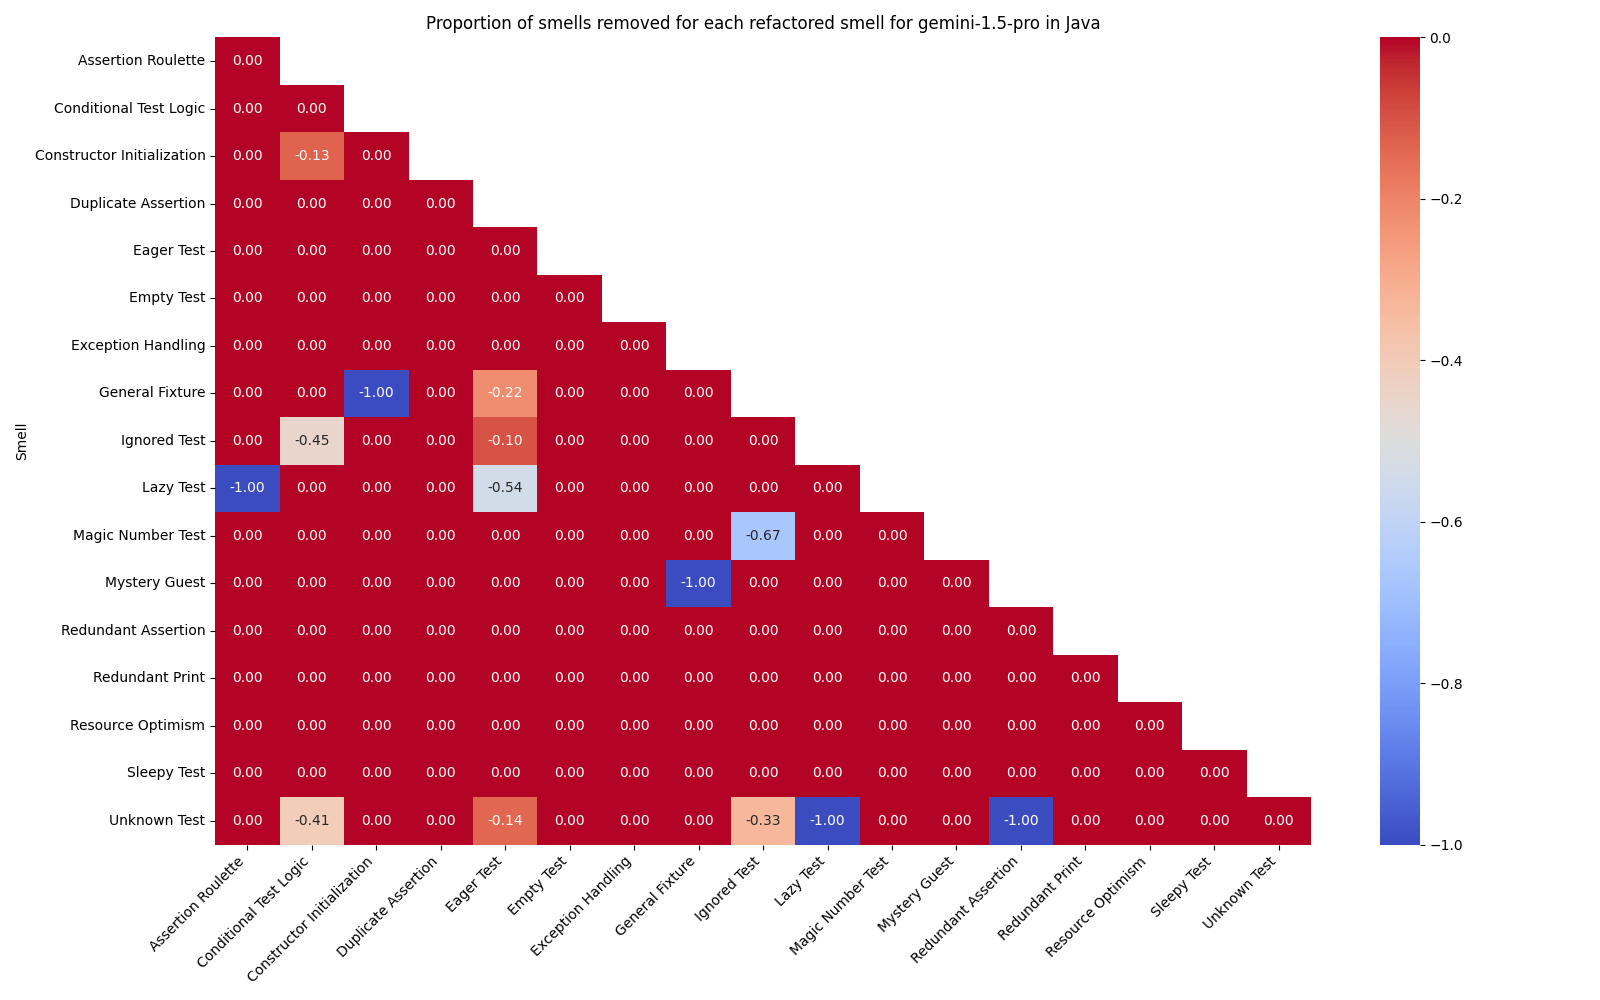 Proportion of smells removed for each refactored smell for gemini-1.5-pro in Java
Assertion Roulette 0.00
Conditional Test Logic 0.00 0.00
Constructor Initialization 0.00 -0.13 0.00
Duplicate Assertion 0.00 0.00 0.00 0.00
Eager Test 0.00 0.00 0.00 0.00 0.00
Empty Test 0.00 0.00 0.00 0.00 0.00 0.00
Exception Handling 0.00 0.00 0.00 0.00 0.00 0.00 0.00
General Fixture 0.00 0.00 -1.00 0.00 -0.22 0.00 0.00 0.00
Ignored Test 0.00 -0.45 0.00 0.00 -0.10 0.00 0.00 0.00 0.00
Lazy Test -1.00 0.00 0.00 0.00 -0.54 0.00 0.00 0.00 0.00 0.00
Magic Number Test 0.00 0.00 0.00 0.00 0.00 0.00 0.00 0.00 -0.67 0.00 0.00
Mystery Guest 0.00 0.00 0.00 0.00 0.00 0.00 0.00 -1.00 0.00 0.00 0.00 0.00
Redundant Assertion 0.00 0.00 0.00 0.00 0.00 0.00 0.00 0.00 0.00 0.00 0.00 0.00 0.00
Redundant Print 0.00 0.00 0.00 0.00 0.00 0.00 0.00 0.00 0.00 0.00 0.00 0.00 0.00 0.00
Resource Optimism 0.00 0.00 0.00 0.00 0.00 0.00 0.00 0.00 0.00 0.00 0.00 0.00 0.00 0.00 0.00
Sleepy Test 0.00 0.00 0.00 0.00 0.00 0.00 0.00 0.00 0.00 0.00 0.00 0.00 0.00 0.00 0.00 0.00
Unknown Test 0.00 -0.41 0.00 0.00 -0.14 0.00 0.00 0.00 -0.33 -1.00 0.00 0.00 -1.00 0.00 0.00 0.00 0.00
Smell
Assertion Roulette
Conditional Test Logic
Constructor Initialization
Duplicate Assertion
Eager Test
Empty Test
Exception Handling
General Fixture
Ignored Test
Lazy Test
Magic Number Test
Mystery Guest
Redundant Assertion
Redundant Print
Resource Optimism
Sleepy Test
Unknown Test
0.0
−0.2
−0.4
−0.6
−0.8
−1.0